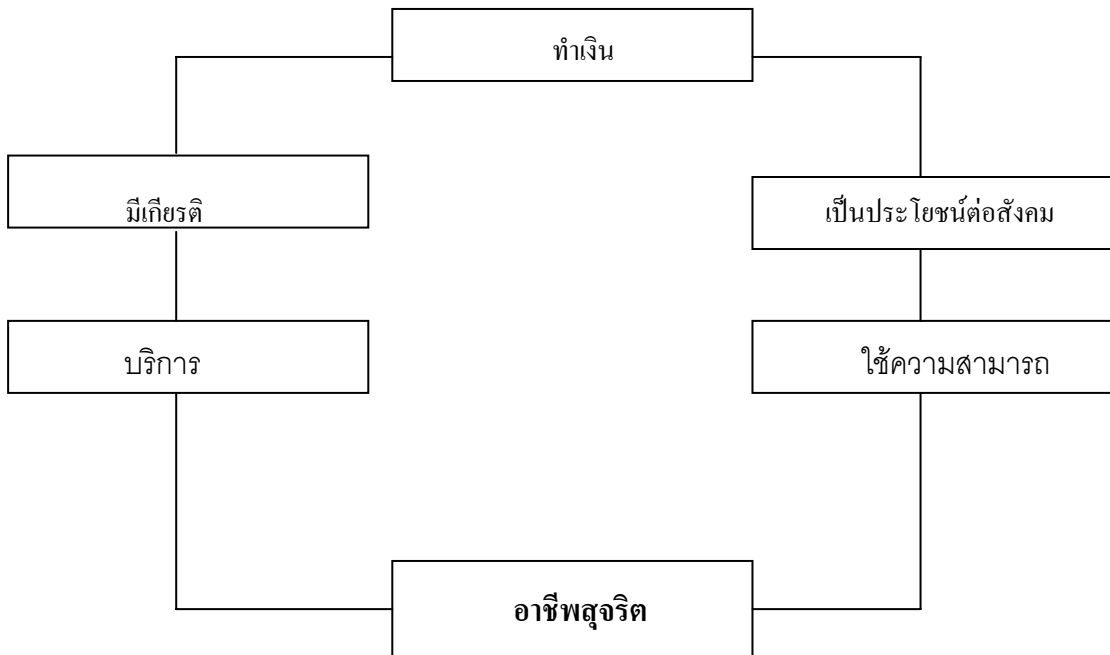 ทำเงิน
มีเกียรติ
เป็นประโยชน์ต่อสังคม
บริการ
ใช้ความสามารถ
อาชีพสุจริต